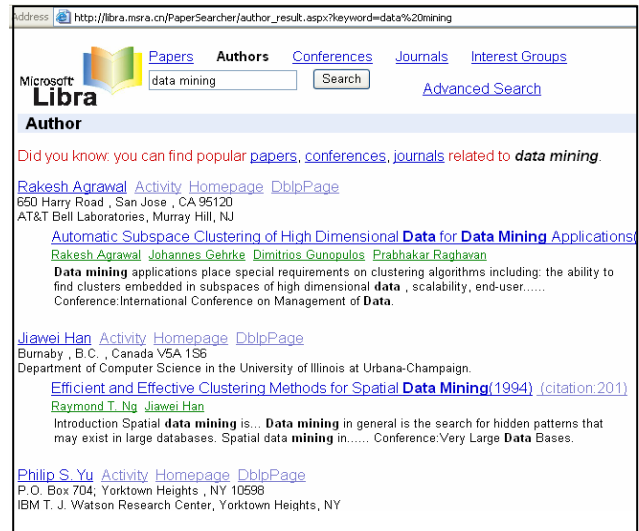 Address http://libra.msra.cn/PaperSearcher/author_result.aspx?keyword=data%20mining
Papers Authors Conferences Journals Interest Groups
Microsoft Libra
data mining Search
Advanced Search
Author
Did you know: you can find popular papers, conferences, journals related to data mining.
Rakesh Agrawal Activity Homepage DblpPage
650 Harry Road , San Jose , CA 95120
AT&T Bell Laboratories, Murray Hill, NJ
Automatic Subspace Clustering of High Dimensional Data for Data Mining Applications(
Rakesh Agrawal Johannes Gehrke Dimitrios Gunopulos Prabhakar Raghavan
Data mining applications place special requirements on clustering algorithms including: the ability to
find clusters embedded in subspaces of high dimensional data , scalability, end-user......
Conference:International Conference on Management of Data.
Jiawei Han Activity Homepage DblpPage
Burnaby , B.C. , Canada V5A 1S6
Department of Computer Science in the University of Illinois at Urbana-Champaign.
Efficient and Effective Clustering Methods for Spatial Data Mining(1994) (citation:201)
Raymond T. Ng Jiawei Han
Introduction Spatial data mining is... Data mining in general is the search for hidden patterns that
may exist in large databases. Spatial data mining in...... Conference:Very Large Data Bases.
Philip S. Yu Activity Homepage DblpPage
P.O. Box 704; Yorktown Heights , NY 10598
IBM T. J. Watson Research Center, Yorktown Heights, NY